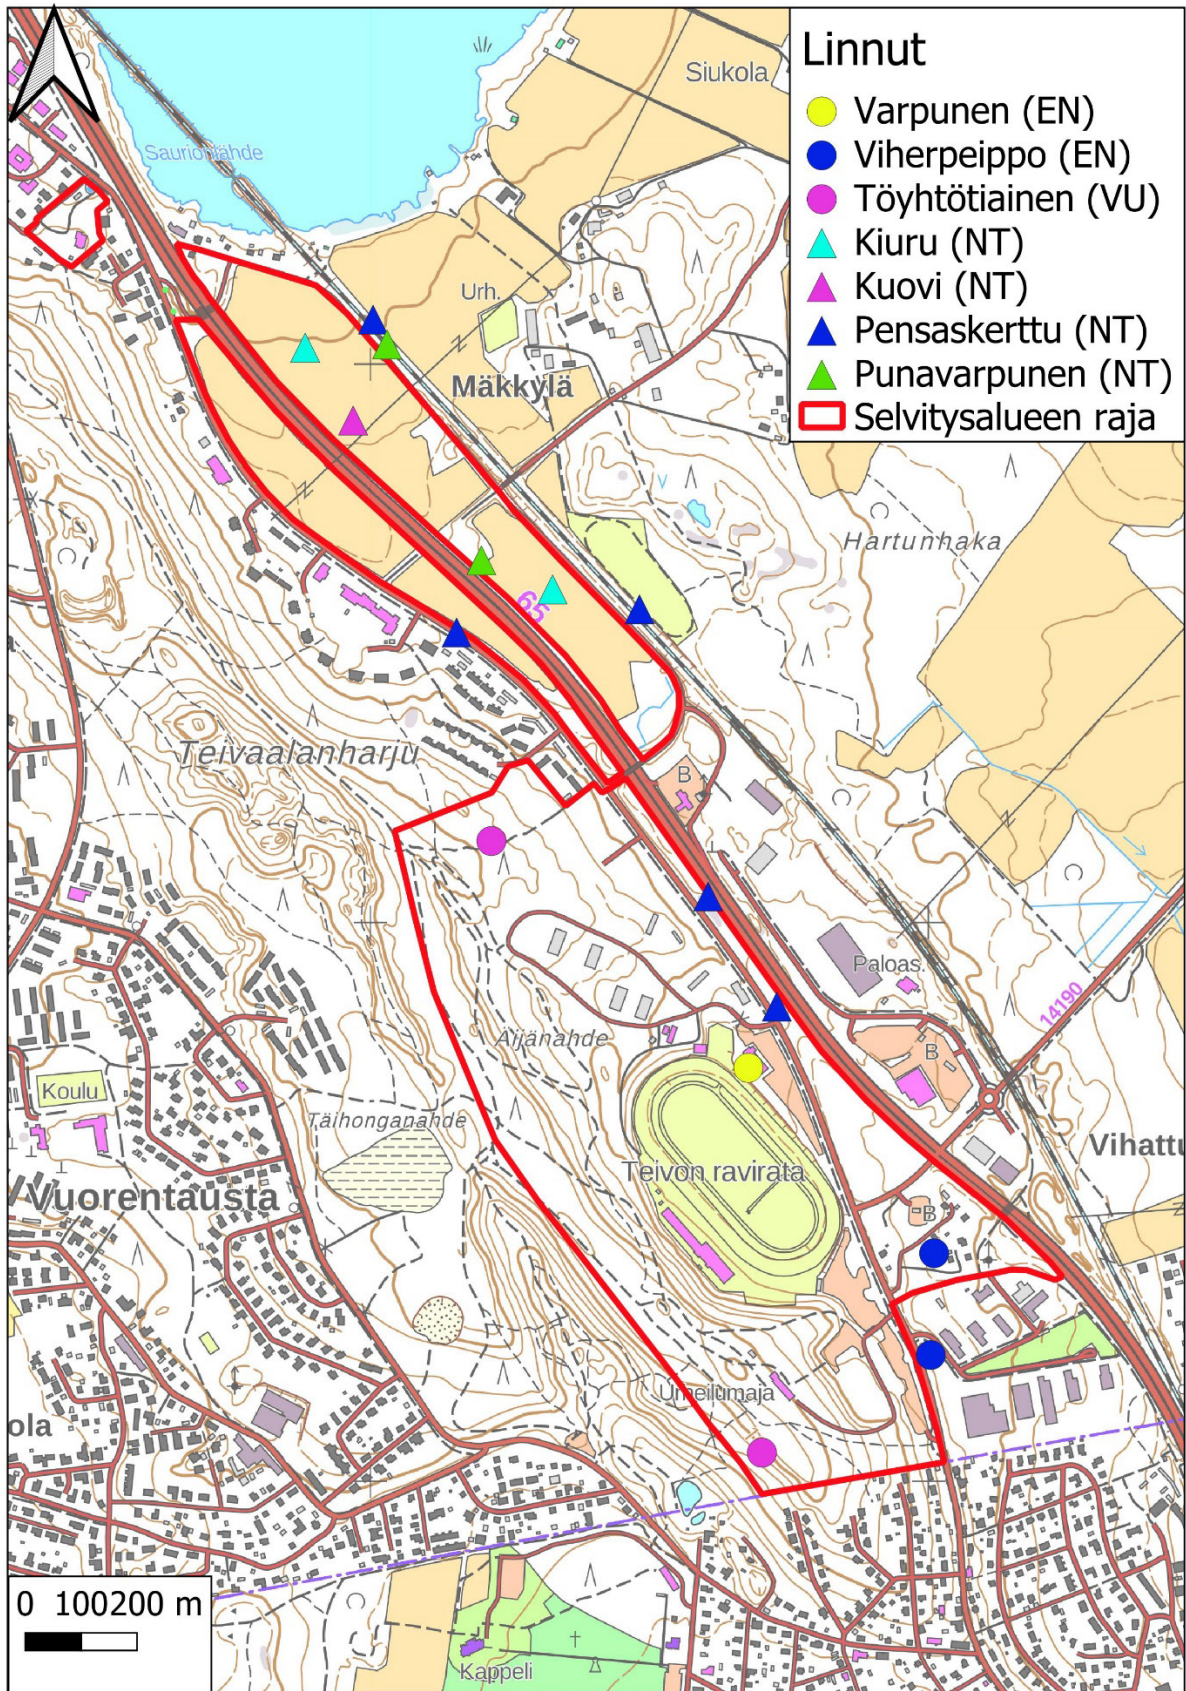 Linnut
Varpunen (EN)
Viherpeippo (EN)
Töyhtötiainen (VU)
Kiuru (NT)
Kuovi (NT)
Pensaskerttu (NT)
Punavarpunen (NT)
Selvitysalueen raja
Siukola
Saurionlahde
Urh.
Mäkkylä
Hartunhaka
65
Teivaalanharju
B
Paloas.
14190
Äijänahde
B
Koulu
Täihonganahde
Vihattu
Teivon ravirata
Vuorentausta
B
Urheilumaja
ola
0 100200 m
Kappeli